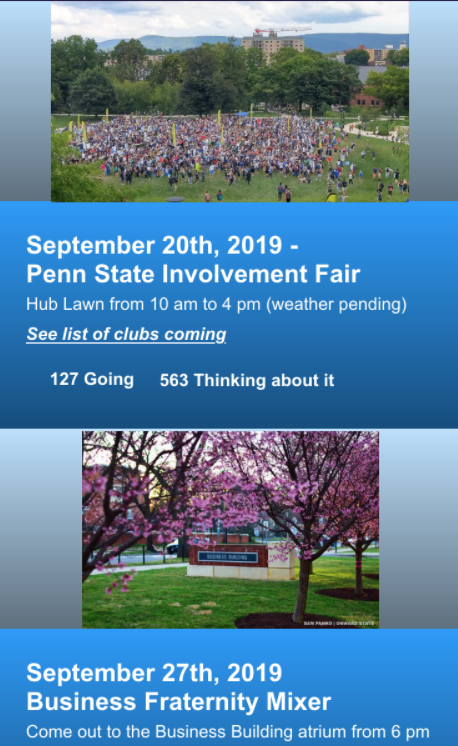 September 20th, 2019 -
Penn State Involvement Fair
Hub Lawn from 10 am to 4 pm (weather pending)
See list of clubs coming
127 Going 563 Thinking about it
BUSINESS BUILDING
SAM FAMKO | ONWARD STATE
September 27th, 2019
Business Fraternity Mixer
Come out to the Business Building atrium from 6 pm